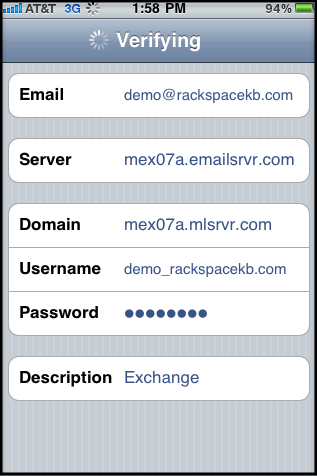 AT&T 3G 1:58 PM 94%
Verifying
Email demo@rackspacekb.com
Server mex07a.emailsrvr.com
Domain mex07a.mlsrvr.com
Username demo_rackspacekb.com
Password ●●●●●●●●
Description Exchange